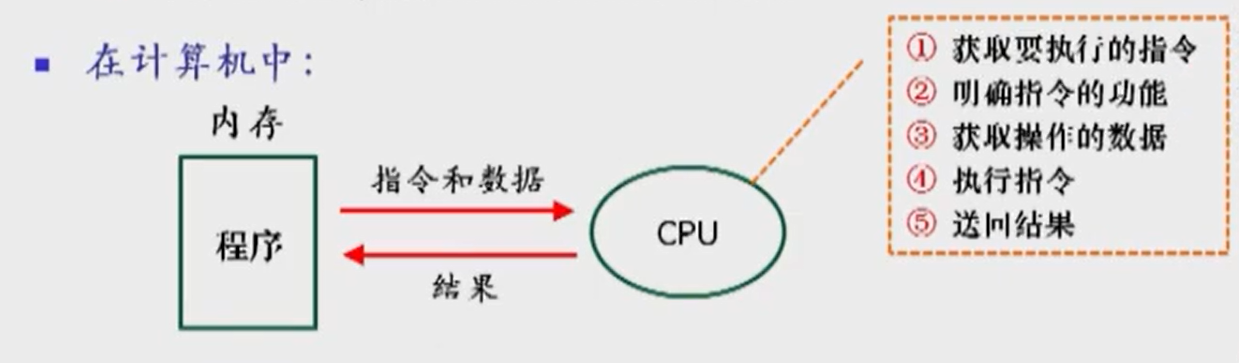 ■ 在计算机中：
内存
程序
指令和数据
结果
CPU
① 获取要执行的指令
② 明确指令的功能
③ 获取操作的数据
④ 执行指令
⑤ 送回结果